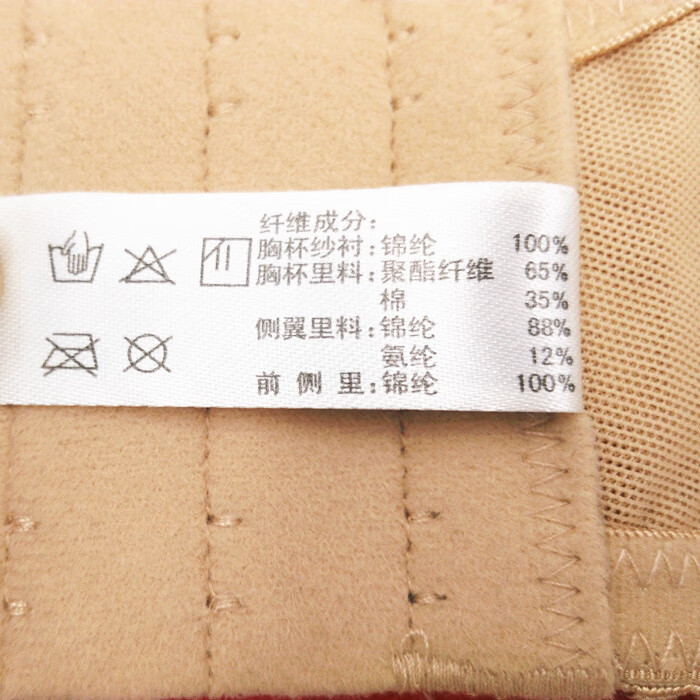 纤维成分:
胸杯纱衬:锦纶 100%
胸杯里料:聚酯纤维 65%
棉 35%
侧翼里料:锦纶 88%
氨纶 12%
前侧里:锦纶 100%